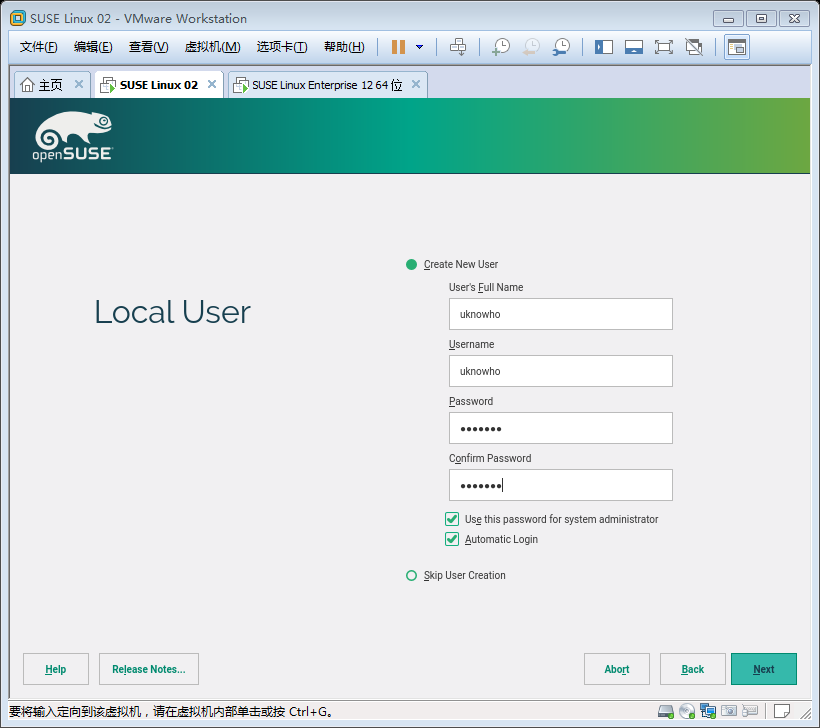 SUSE Linux 02 - VMware Workstation
文件(F) 编辑(E) 查看(V) 虚拟机(M) 选项卡(T) 帮助(H)
主页 SUSE Linux 02 SUSE Linux Enterprise 12 64 位
openSUSE
Local User
Create New User
User's Full Name
uknowho
Username
uknowho
Password
•••••••
Confirm Password
•••••••
Use this password for system administrator
Automatic Login
Skip User Creation
Help Release Notes... Abort Back Next
要将输入定向到该虚拟机，请在虚拟机内部单击或按 Ctrl+G。